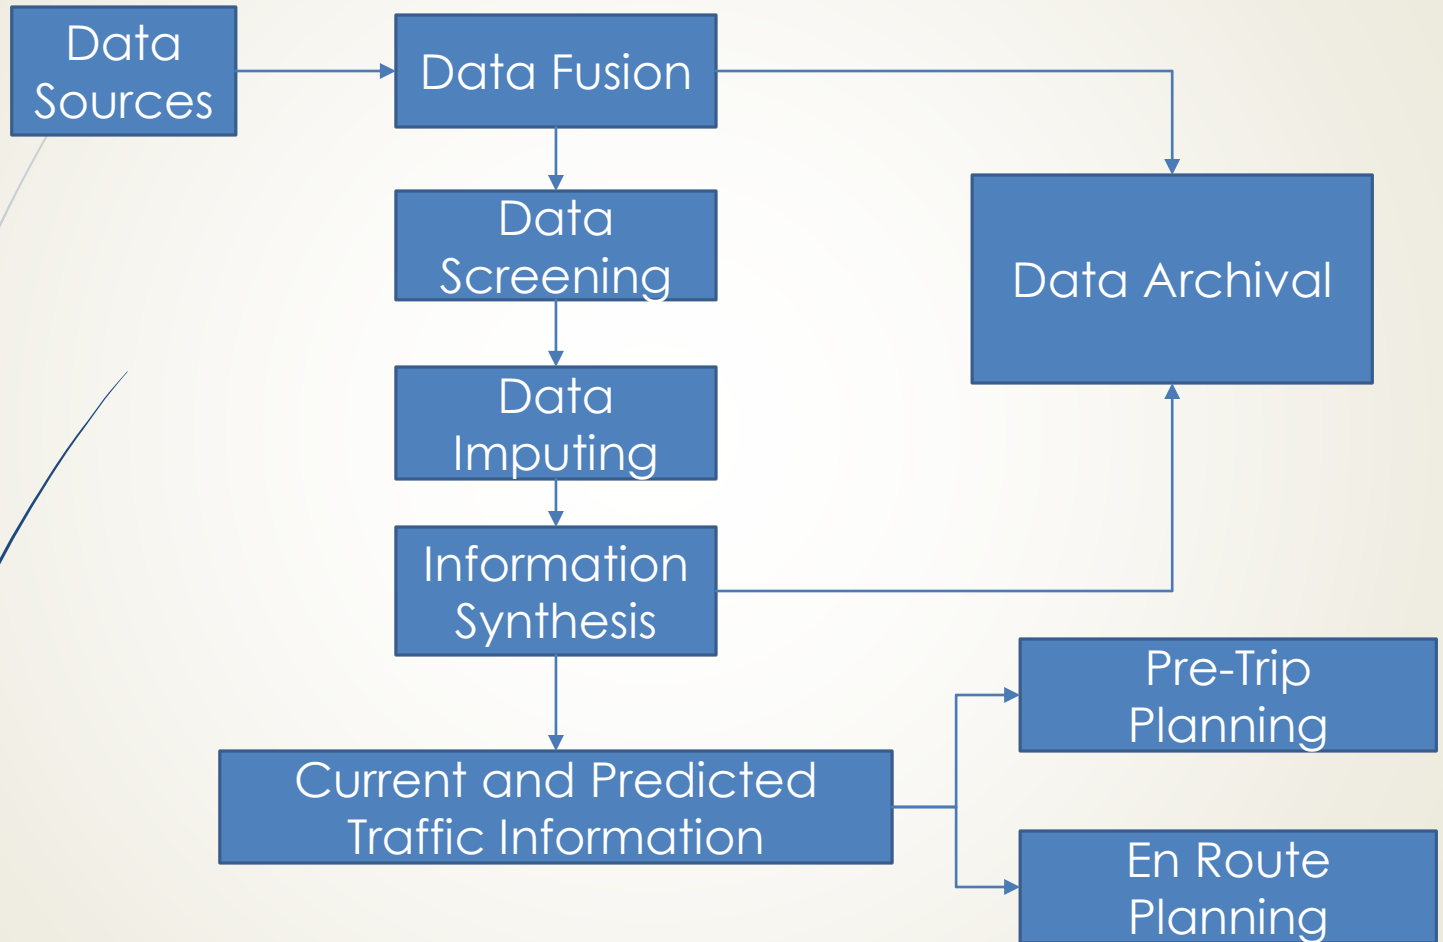 Data
Sources
Data Fusion
Data
Screening
Data Archival
Data
Imputing
Information
Synthesis
Pre-Trip
Planning
Current and Predicted
Traffic Information
En Route
Planning